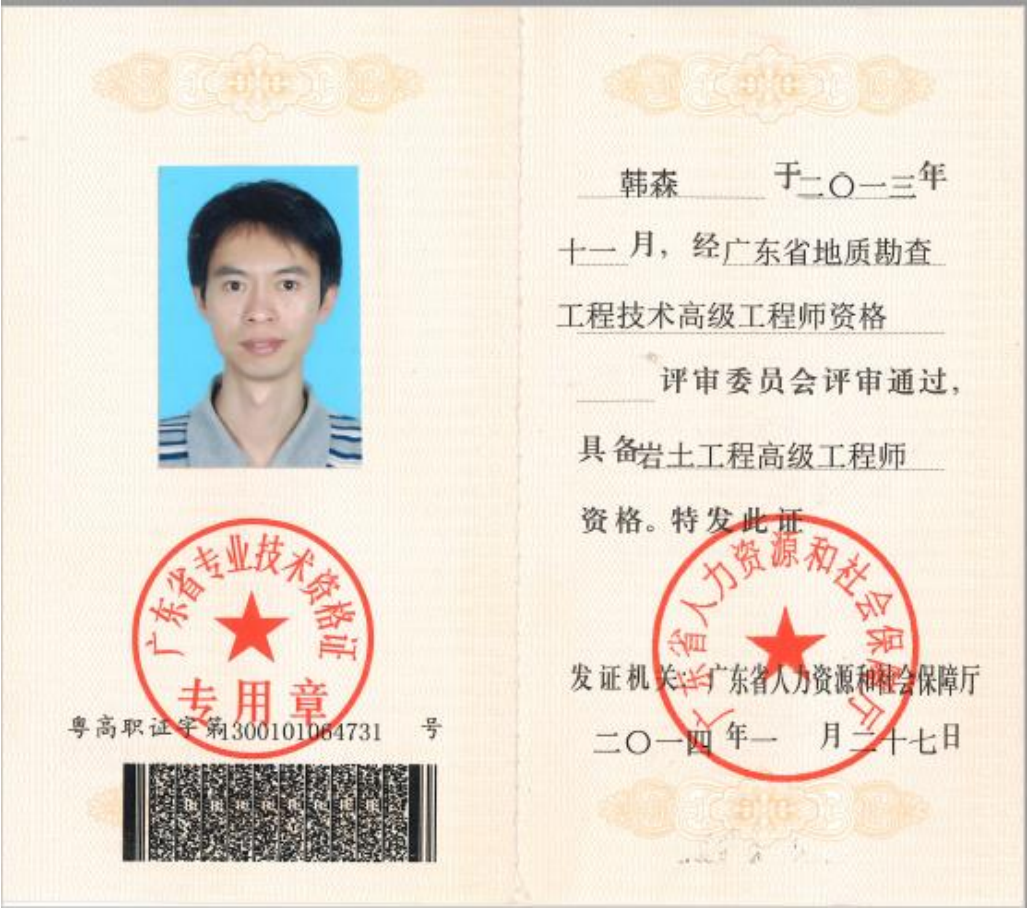 广东省专业技术资格证
专用章
粤高职证字第1300101064731 号
韩森 于二〇一三年
十一月，经广东省地质勘查
工程技术高级工程师资格
评审委员会评审通过，
具备岩土工程高级工程师
资格。特发此证
广东省人力资源和社会保障厅
发证机关：广东省人力资源和社会保障厅
二〇一四年一 月二十七日